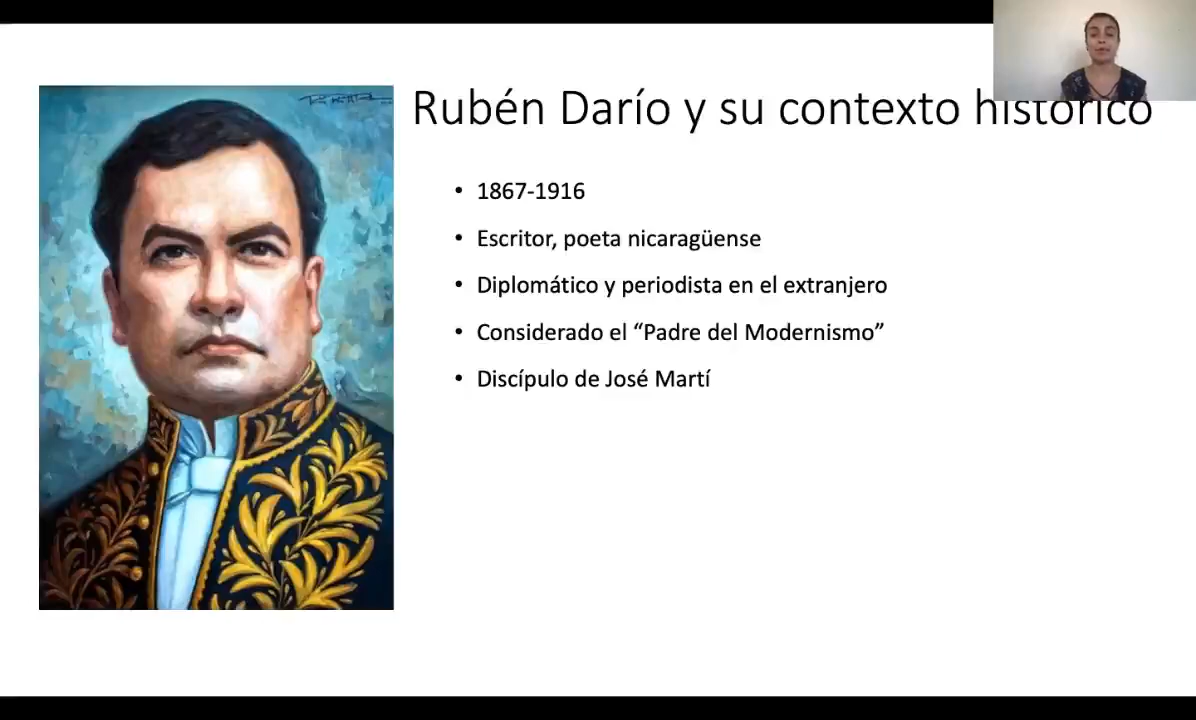 Rubén Darío y su contexto histórico
• 1867-1916
• Escritor, poeta nicaragüense
• Diplomático y periodista en el extranjero
• Considerado el “Padre del Modernismo”
• Discípulo de José Martí